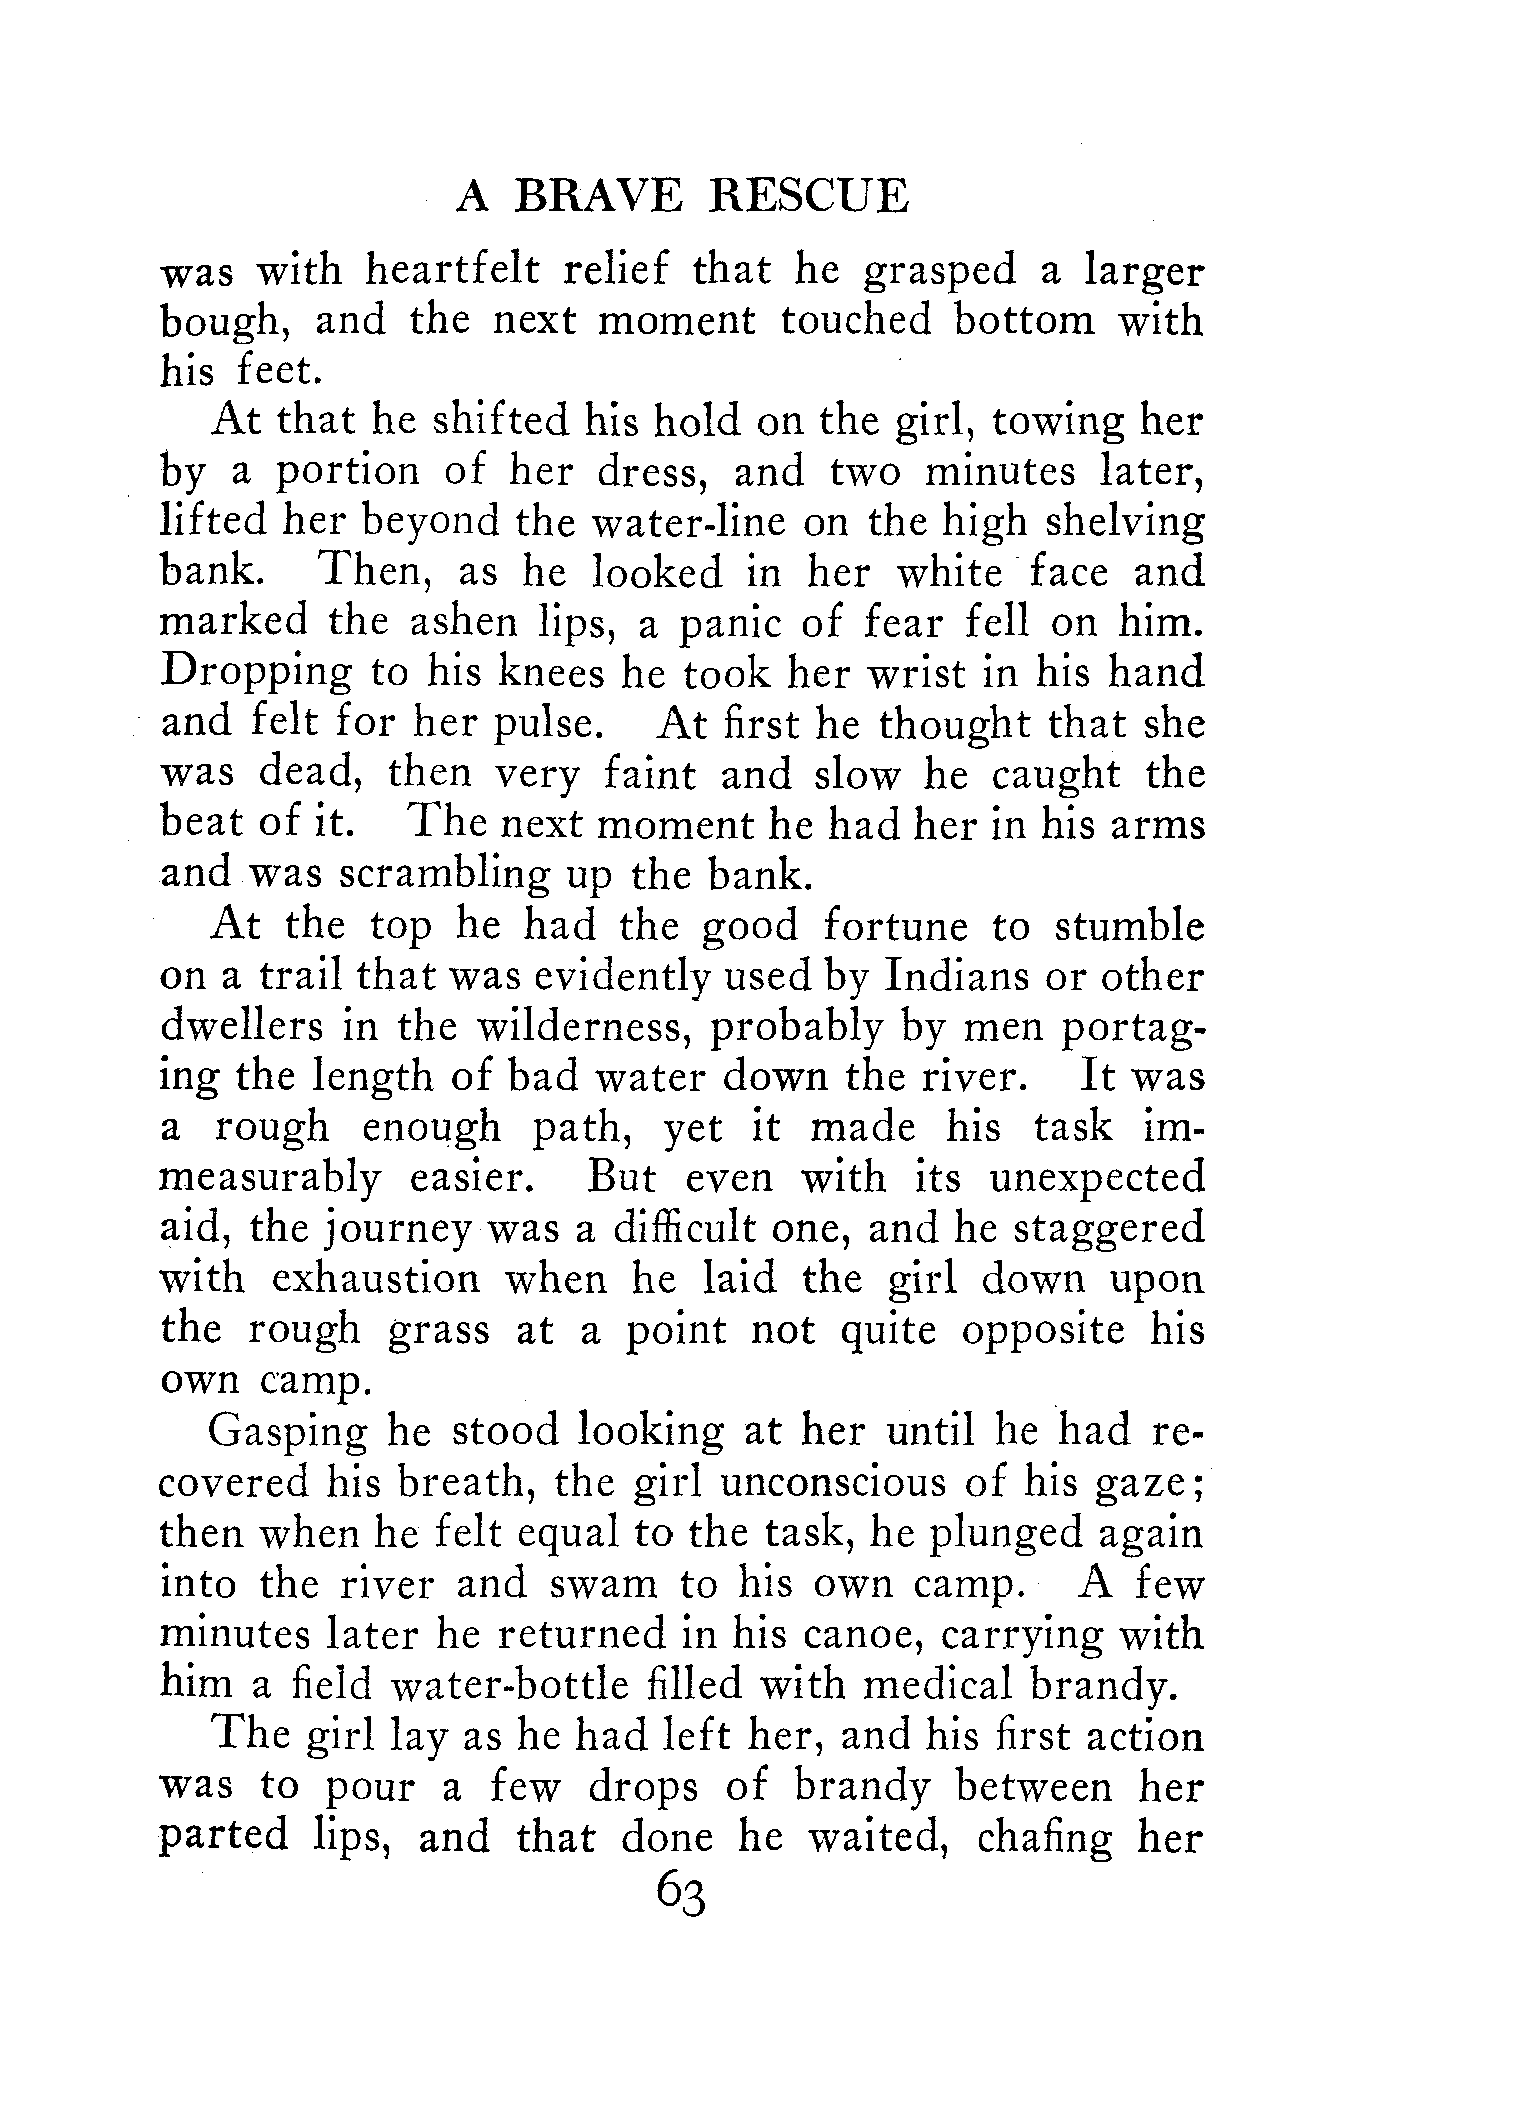 A BRAVE RESCUE
was with heartfelt relief that he grasped a larger
bough, and the next moment touched bottom with
his feet.
At that he shifted his hold on the girl, towing her
by a portion of her dress, and two minutes later,
lifted her beyond the water-line on the high shelving
bank. Then, as he looked in her white face and
marked the ashen lips, a panic of fear fell on him.
Dropping to his knees he took her wrist in his hand
and felt for her pulse. At first he thought that she
was dead, then very faint and slow he caught the
beat of it. The next moment he had her in his arms
and was scrambling up the bank.
At the top he had the good fortune to stumble
on a trail that was evidently used by Indians or other
dwellers in the wilderness, probably by men portag-
ing the length of bad water down the river. It was
a rough enough path, yet it made his task im-
measurably easier. But even with its unexpected
aid, the journey was a difficult one, and he staggered
with exhaustion when he laid the girl down upon
the rough grass at a point not quite opposite his
own camp.
Gasping he stood looking at her until he had re-
covered his breath, the girl unconscious of his gaze;
then when he felt equal to the task, he plunged again
into the river and swam to his own camp. A few
minutes later he returned in his canoe, carrying with
him a field water-bottle filled with medical brandy.
The girl lay as he had left her, and his first action
was to pour a few drops of brandy between her
parted lips, and that done he waited, chafing her
63